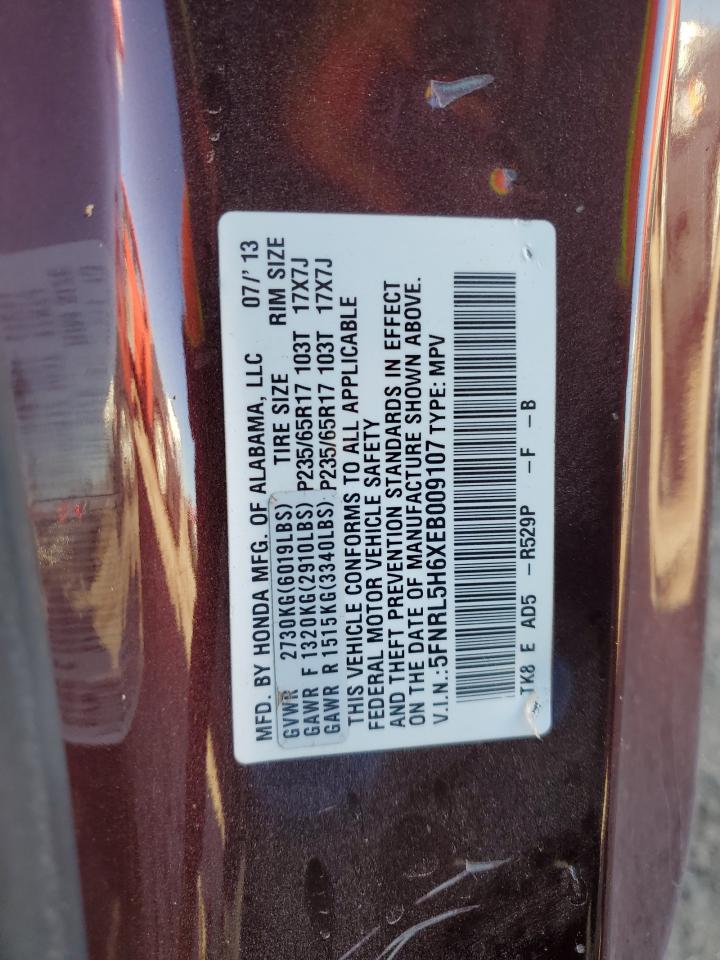 MFD. BY HONDA MFG. OF ALABAMA, LLC 07/'13
GVWR 2730KG(6019LBS) TIRE SIZE RIM SIZE
GAWR F 1320KG(2910LBS) P235/65R17 103T 17X7J
GAWR R 1515KG(3340LBS) P235/65R17 103T 17X7J
THIS VEHICLE CONFORMS TO ALL APPLICABLE
FEDERAL MOTOR VEHICLE SAFETY
AND THEFT PREVENTION STANDARDS IN EFFECT
ON THE DATE OF MANUFACTURE SHOWN ABOVE.
V.I.N.:5FNRL5H6XEB009107 TYPE: MPV
TK8 E AD5 -R529P -F -B